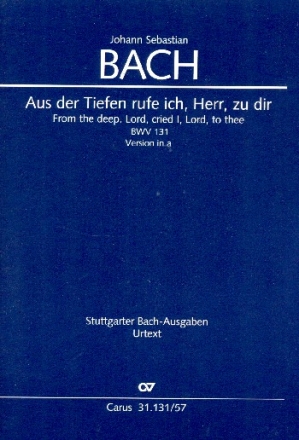 Johann Sebastian
BACH
Aus der Tiefen rufe ich, Herr, zu dir
From the deep, Lord, cried I, Lord, to thee
BWV 131
Version in a
Stuttgarter Bach-Ausgaben
Urtext
Carus 31.131/57